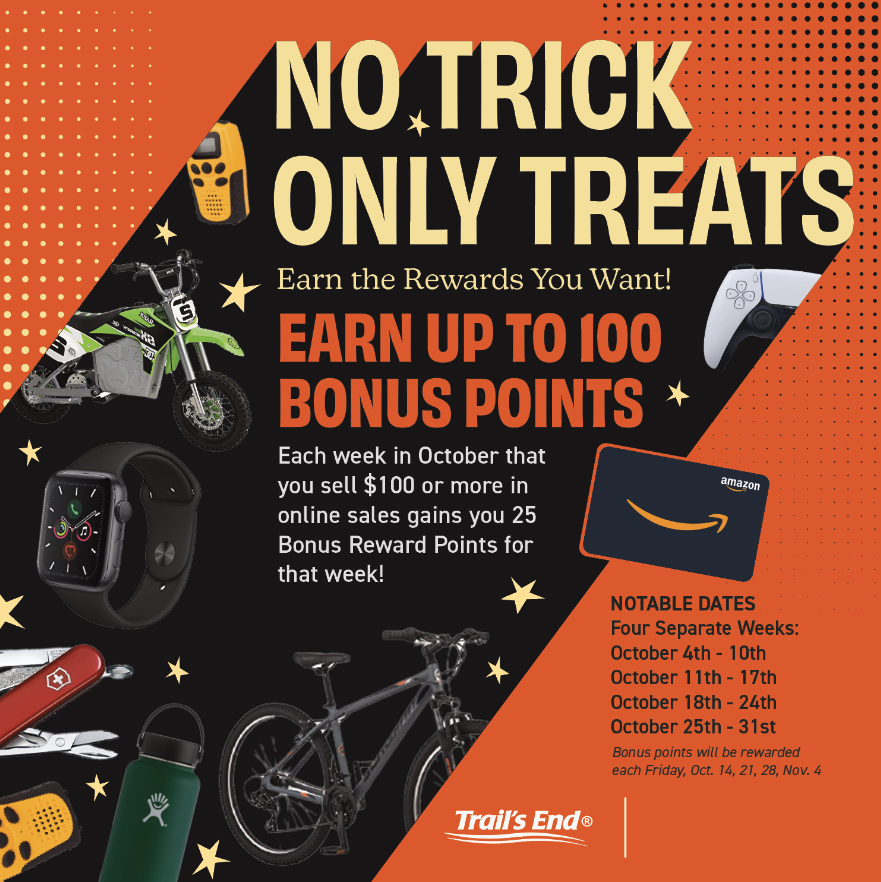 NO TRICK
ONLY TREATS
Earn the Rewards You Want!
EARN UP TO 100
BONUS POINTS
Each week in October that
you sell $100 or more in
online sales gains you 25
Bonus Reward Points for
that week!
amazon
NOTABLE DATES
Four Separate Weeks:
October 4th - 10th
October 11th - 17th
October 18th - 24th
October 25th - 31st
Bonus points will be rewarded
each Friday, Oct. 14, 21, 28, Nov. 4
Trail's End®